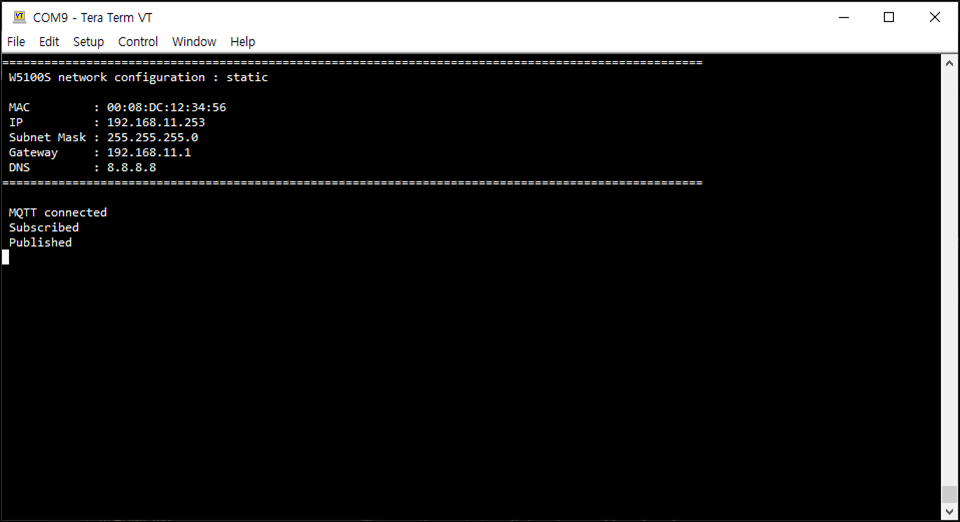 COM9 - Tera Term VT
File Edit Setup Control Window Help
====================================================================================================
W5100S network configuration : static
MAC : 00:08:DC:12:34:56
IP : 192.168.11.253
Subnet Mask : 255.255.255.0
Gateway : 192.168.11.1
DNS : 8.8.8.8
====================================================================================================
MQTT connected
Subscribed
Published